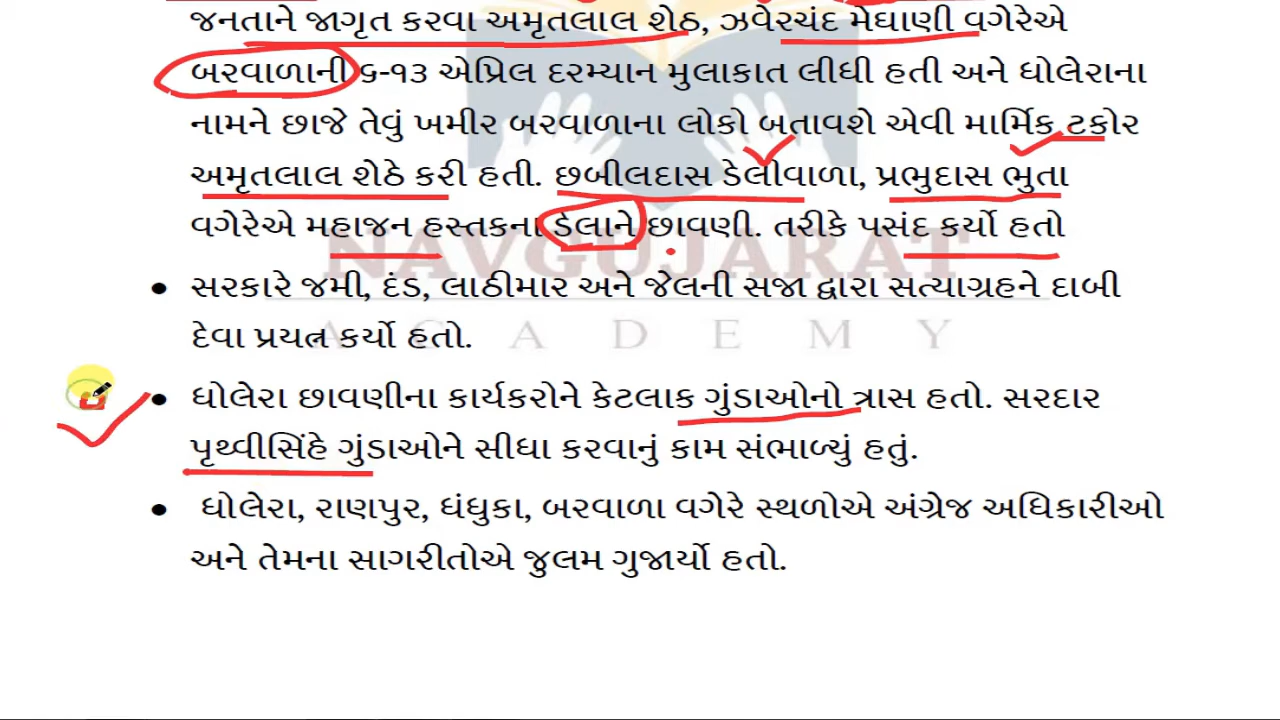 જનતાને જાગૃત કરવા અમૃતલાલ શેઠ, ઝવેરચંદ મેઘાણી વગેરેએ
બરવાળાની ૬-૧૩ એપ્રિલ દરમ્યાન મુલાકાત લીધી હતી અને ધોલેરાના
નામને છાજે તેવું ખમીર બરવાળાના લોકો બતાવશે એવી માર્મિક ટકોર
અમૃતલાલ શેઠે કરી હતી. છબીલદાસ ડેલીવાળા, પ્રભુદાસ ભુતા
વગેરેએ મહાજન હસ્તકના ડેલાને છાવણી. તરીકે પસંદ કર્યો હતો
NAVGUJARAT
• સરકારે જમી, દંડ, લાઠીમાર અને જેલની સજા દ્વારા સત્યાગ્રહને દાબી
દેવા પ્રયત્ન કર્યો હતો.
ACADEMY
• ધોલેરા છાવણીના કાર્યકરોને કેટલાક ગુંડાઓનો ત્રાસ હતો. સરદાર
પૃથ્વીસિંહે ગુંડાઓને સીધા કરવાનું કામ સંભાળ્યું હતું.
• ધોલેરા, રાણપુર, ધંધુકા, બરવાળા વગેરે સ્થળોએ અંગ્રેજ અધિકારીઓ
અને તેમના સાગરીતોએ જુલમ ગુજાર્યો હતો.